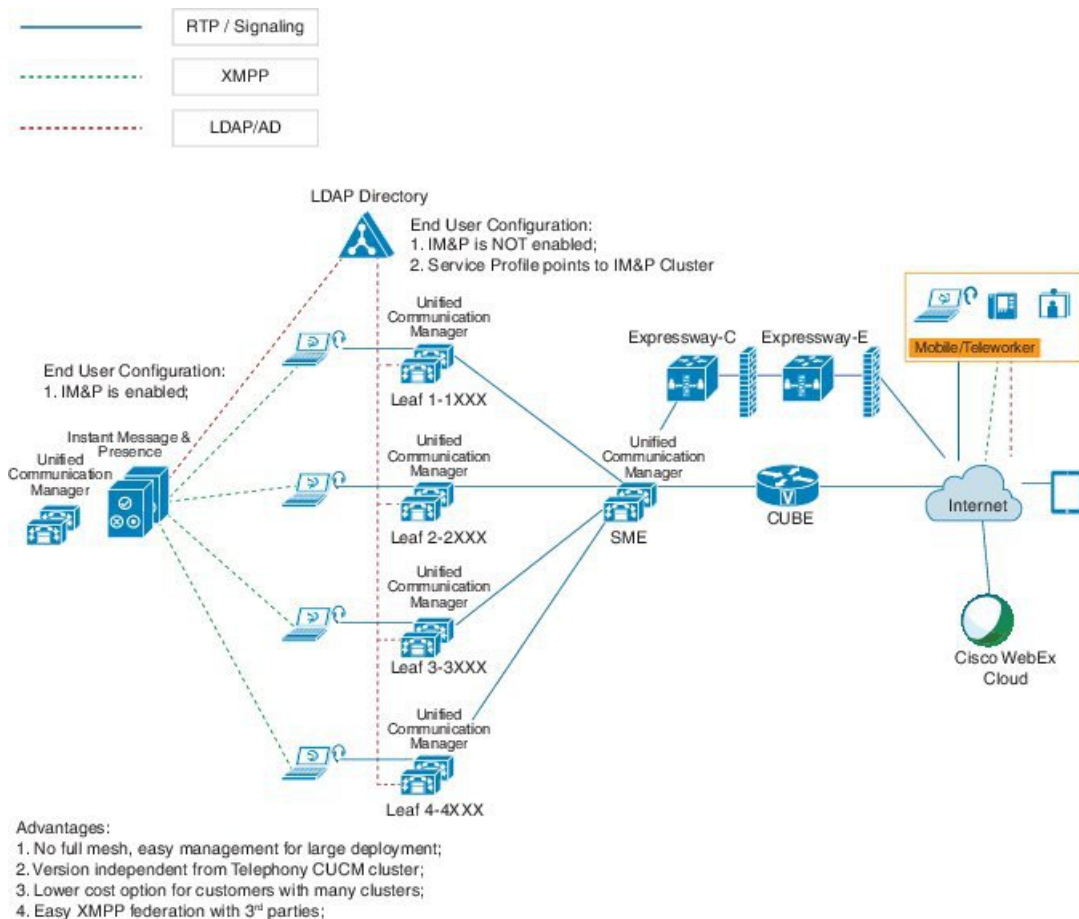 RTP / Signaling
XMPP
LDAP/AD
LDAP Directory
End User Configuration:
1. IM&P is NOT enabled;
2. Service Profile points to IM&P Cluster
Unified
Communication
Manager
Leaf 1-1XXX
End User Configuration:
1. IM&P is enabled;
Instant Message &
Presence
Unified
Communication
Manager
Unified
Communication
Manager
Leaf 2-2XXX
Unified
Communication
Manager
Leaf 3-3XXX
Unified
Communication
Manager
Leaf 4-4XXX
Expressway-C
Expressway-E
Unified
Communication
Manager
SME
CUBE
V
Mobile/Teleworker
Internet
Cisco WebEx
Cloud
Advantages:
1. No full mesh, easy management for large deployment;
2. Version independent from Telephony CUCM cluster;
3. Lower cost option for customers with many clusters;
4. Easy XMPP federation with 3rd parties;